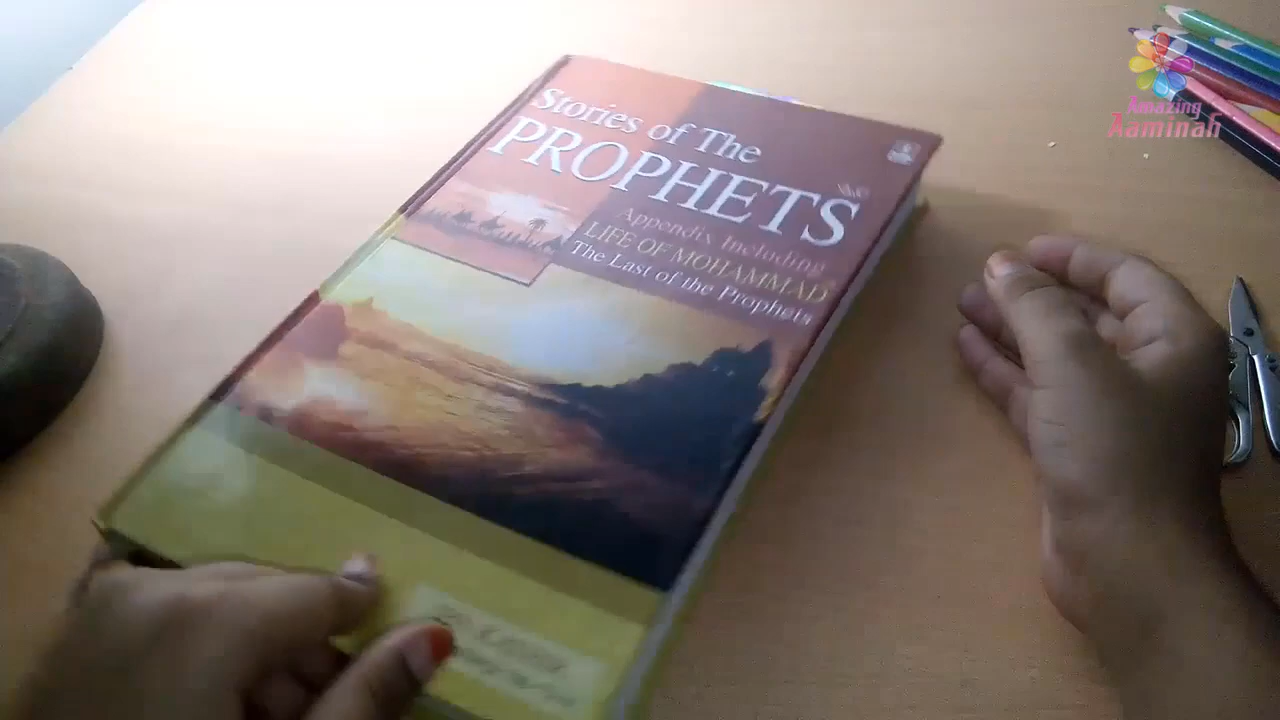 Stories of The
PROPHETS
Appendix Including
LIFE OF MOHAMMAD
The Last of the Prophets
Amazing
Aaminah